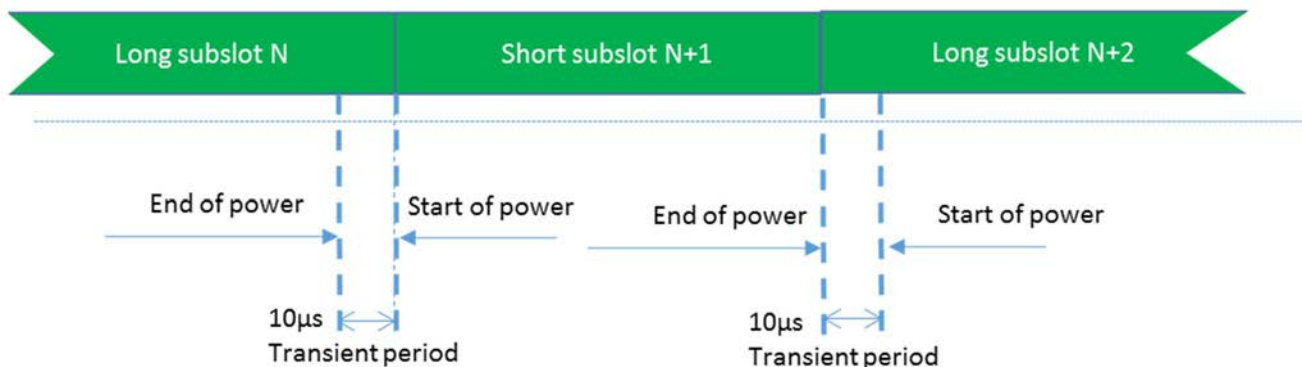 Long subslot N
Short subslot N+1
Long subslot N+2
End of power
Start of power
End of power
Start of power
10µs
Transient period
10µs
Transient period